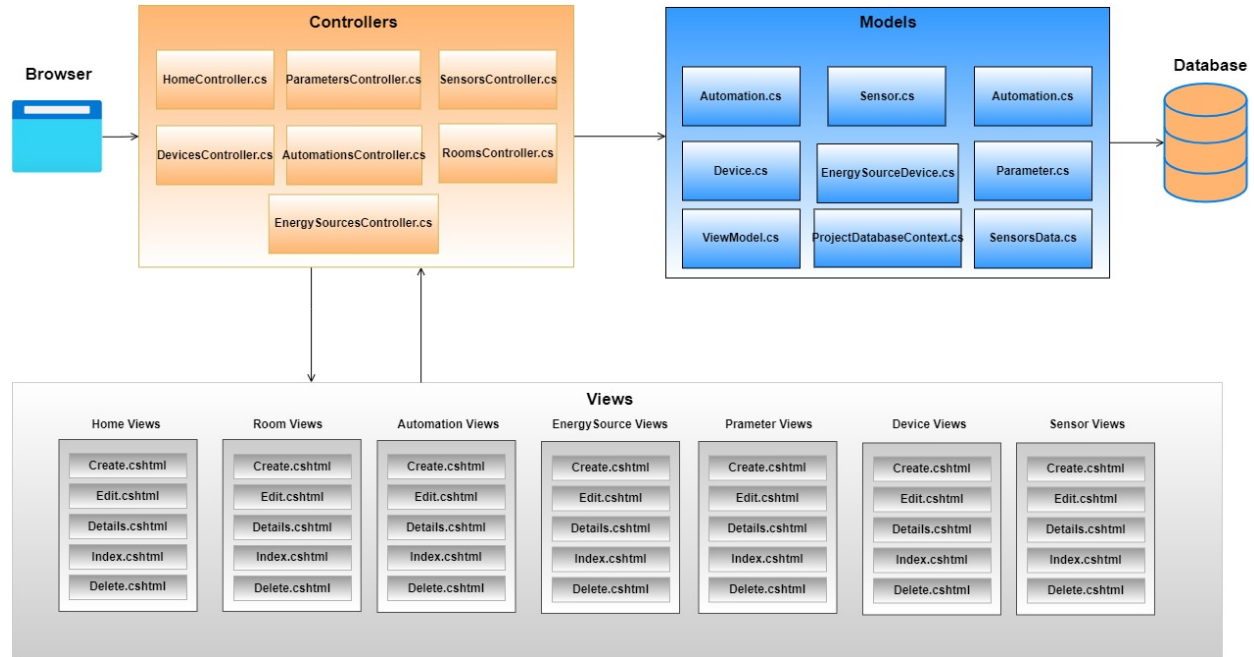 Controllers
Models
Browser
Database
HomeController.cs
ParametersController.cs
SensorsController.cs
DevicesController.cs
AutomationsController.cs
RoomsController.cs
EnergySourcesController.cs
Automation.cs
Sensor.cs
Automation.cs
Device.cs
EnergySourceDevice.cs
Parameter.cs
ViewModel.cs
ProjectDatabaseContext.cs
SensorsData.cs
Views
Home Views
Create.cshtml
Edit.cshtml
Details.cshtml
Index.cshtml
Delete.cshtml
Room Views
Create.cshtml
Edit.cshtml
Details.cshtml
Index.cshtml
Delete.cshtml
Automation Views
Create.cshtml
Edit.cshtml
Details.cshtml
Index.cshtml
Delete.cshtml
EnergySource Views
Create.cshtml
Edit.cshtml
Details.cshtml
Index.cshtml
Delete.cshtml
Prameter Views
Create.cshtml
Edit.cshtml
Details.cshtml
Index.cshtml
Delete.cshtml
Device Views
Create.cshtml
Edit.cshtml
Details.cshtml
Index.cshtml
Delete.cshtml
Sensor Views
Create.cshtml
Edit.cshtml
Details.cshtml
Index.cshtml
Delete.cshtml